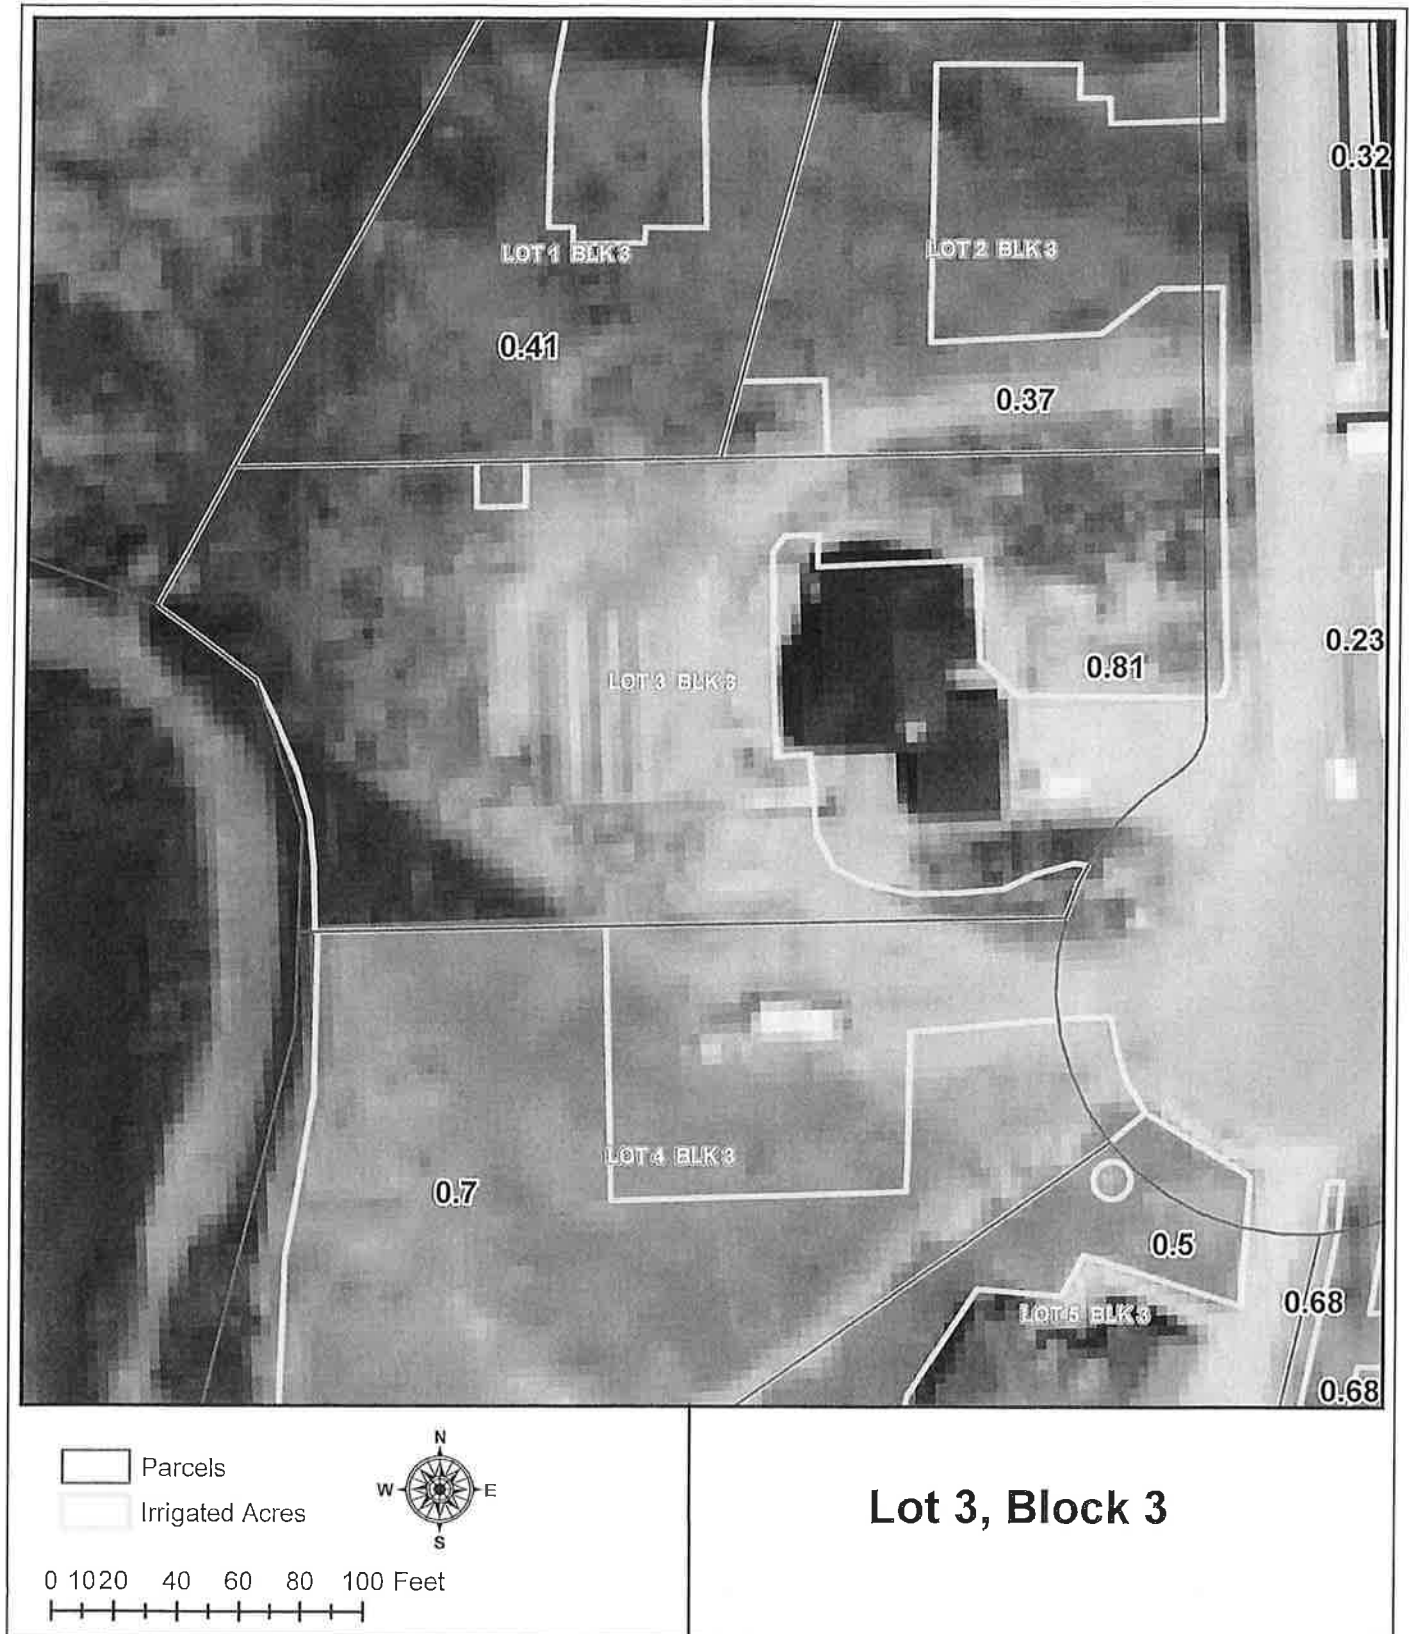 0.32
LOT 1 BLK 3
LOT 2 BLK 3
0.41
0.37
0.23
0.81
LOT 3 BLK 3
LOT 4 BLK 3
0.7
0.5
LOT 5 BLK 3
0.68
0.68
Parcels
Irrigated Acres
N
W E
S
0 10 20 40 60 80 100 Feet
Lot 3, Block 3